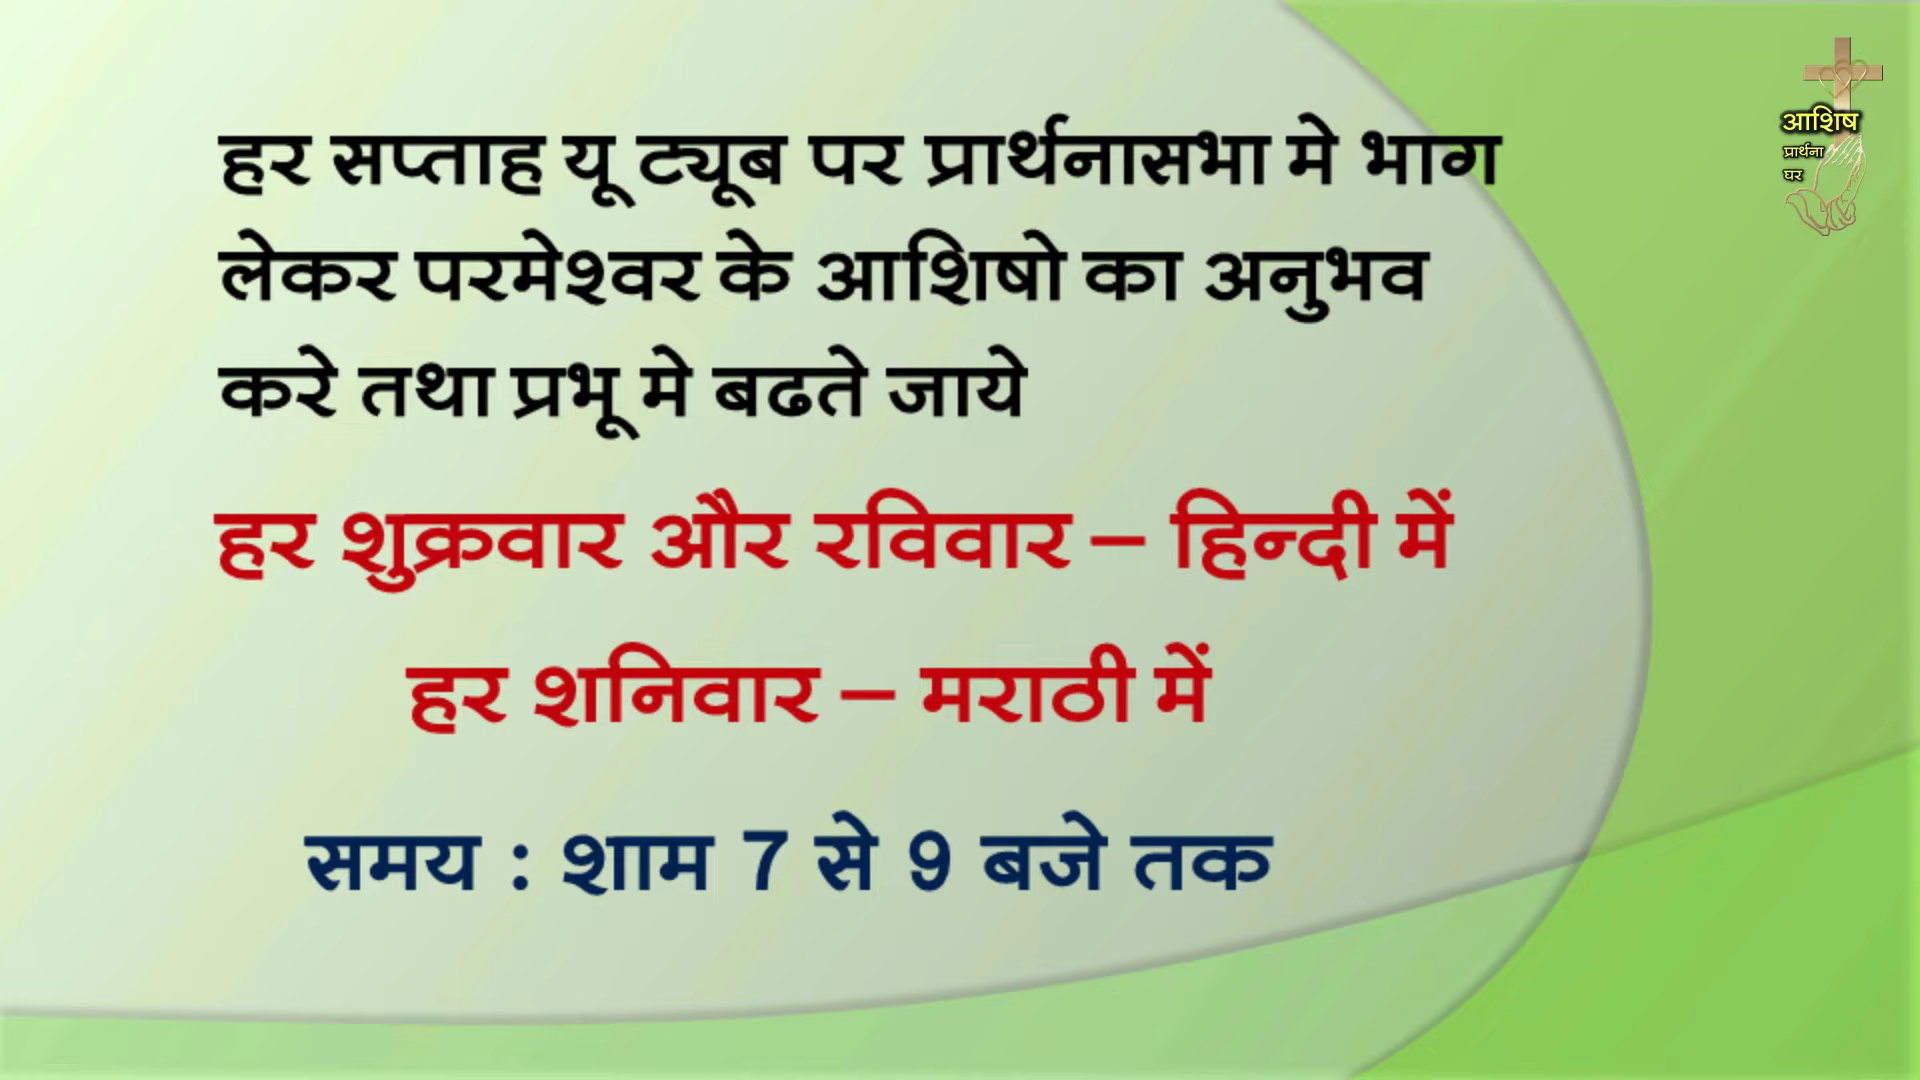 हर सप्ताह यू ट्यूब पर प्रार्थनासभा मे भाग
लेकर परमेश्वर के आशिषो का अनुभव
करे तथा प्रभू मे बढते जाये
हर शुक्रवार और रविवार – हिन्दी में
हर शनिवार – मराठी में
समय : शाम 7 से 9 बजे तक
आशिष
प्रार्थना
घर